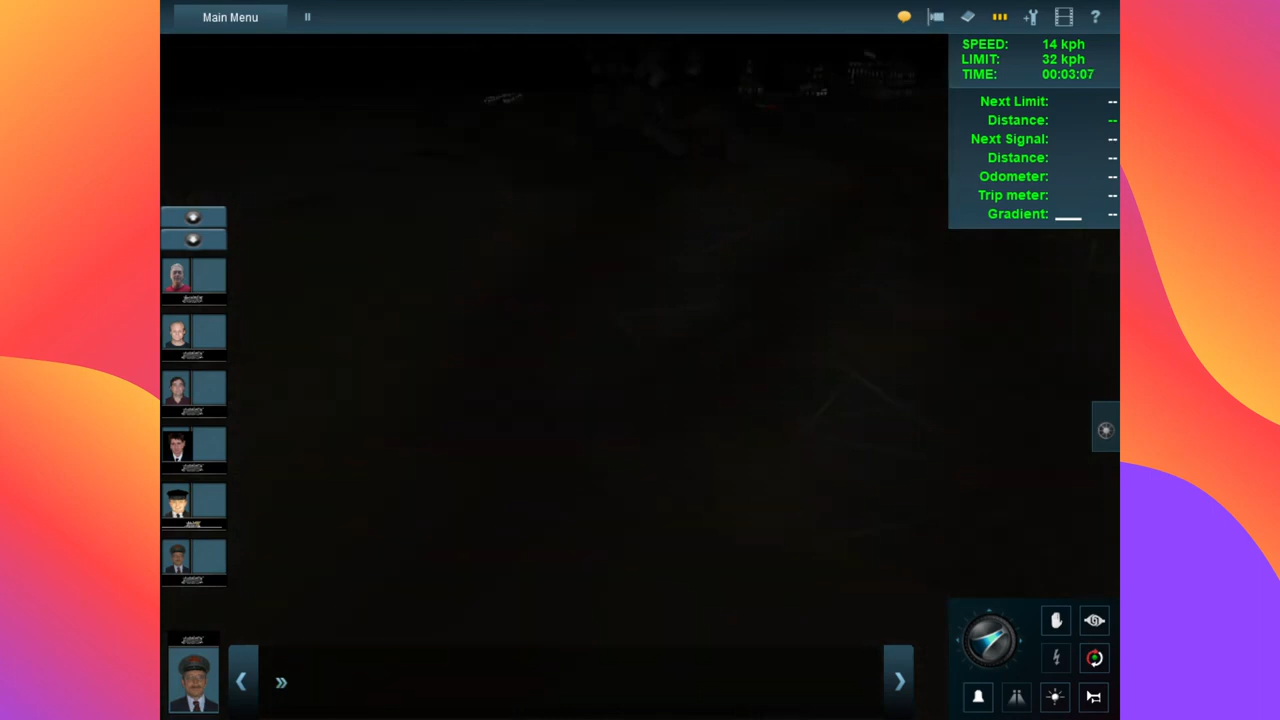 Main Menu
SPEED: 14 kph
LIMIT: 32 kph
TIME: 00:03:07
Next Limit: --
Distance: --
Next Signal: --
Distance: --
Odometer: --
Trip meter: --
Gradient: --